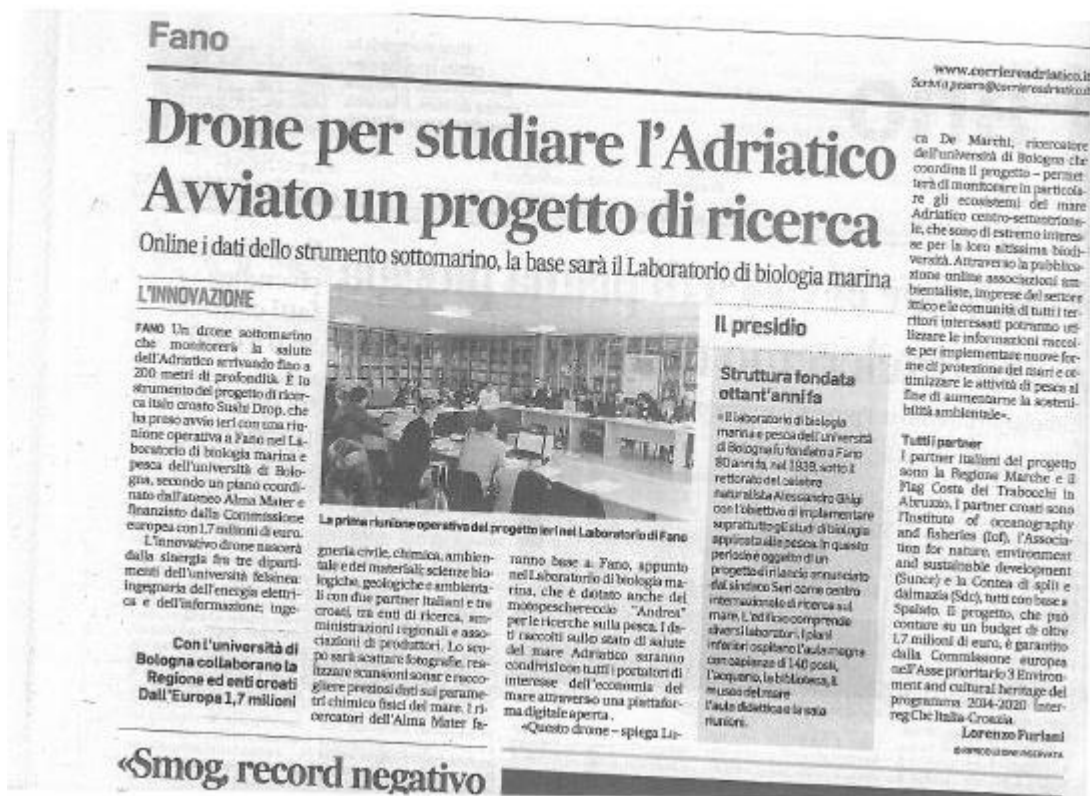 Fano
www.corriereadriatico.it
Scrivi a pesaro@corriereadriatico.it
Drone per studiare l'Adriatico
Avviato un progetto di ricerca
Online i dati dello strumento sottomarino, la base sarà il Laboratorio di biologia marina
L'INNOVAZIONE
FANO Un drone sottomarino
che monitorerà la salute
dell'Adriatico arrivando fino a
200 metri di profondità. È lo
strumento del progetto di ricer-
ca italo croato Sushi Drop, che
ha preso avvio ieri con una riu-
nione operativa a Fano nel La-
boratorio di biologia marina e
pesca dell'università di Bolo-
gna, secondo un piano coordi-
nato dall'ateneo Alma Mater e
finanziato dalla Commissione
europea con 1,7 milioni di euro.
L'innovativo drone nascerà
dalla sinergia fra tre diparti-
menti dell'università felsinea:
ingegneria dell'energia elettri-
ca e dell'informazione; inge-
Con l'università di
Bologna collaborano la
Regione ed enti croati
Dall'Europa 1,7 milioni
La prima riunione operativa del progetto ieri nel Laboratorio di Fano
gneria civile, chimica, ambien-
tale e dei materiali; scienze bio-
logiche, geologiche e ambienta-
li con due partner italiani e tre
croati, tra enti di ricerca, am-
ministrazioni regionali e asso-
ciazioni di produttori. Lo sco-
po sarà scattare fotografie, rea-
lizzare scansioni sonar e racco-
gliere preziosi dati sui parame-
tri chimico fisici del mare. I ri-
cercatori dell'Alma Mater fa-
ranno base a Fano, appunto
nel Laboratorio di biologia ma-
rina, che è dotato anche del
motopeschereccio "Andrea"
per le ricerche sulla pesca. I da-
ti raccolti sullo stato di salute
del mare Adriatico saranno
condivisi con tutti i portatori di
interesse dell'economia del
mare attraverso una piattafor-
ma digitale aperta.
«Questo drone – spiega Lu-
Il presidio
Struttura fondata
ottant'anni fa
«Il laboratorio di biologia
marina e pesca dell'università
di Bologna fu fondato a Fano
80 anni fa, nel 1939, sotto il
rettorato del celebre
naturalista Alessandro Ghigi
con l'obiettivo di implementare
soprattutto gli studi di biologia
applicata alla pesca. In questo
periodo è oggetto di un
progetto di rilancio annunciato
dal sindaco Seri come centro
internazionale di ricerca sul
mare. L'edificio comprende
diversi laboratori. I piani
inferiori ospitano l'aula magna
con capienza di 140 posti,
l'acquario, la biblioteca, il
museo del mare
l'aula didattica e la sala
riunioni.
ca De Marchi, ricercatore
dell'università di Bologna che
coordina il progetto – permet-
terà di monitorare in particola-
re gli ecosistemi del mare
Adriatico centro-settentriona-
le, che sono di estremo interes-
se per la loro altissima biodi-
versità. Attraverso la pubblica-
zione online associazioni am-
bientaliste, imprese del settore
ittico e le comunità di tutti i ter-
ritori interessati potranno uti-
lizzare le informazioni raccol-
te per implementare nuove for-
me di protezione dei mari e ot-
timizzare le attività di pesca al
fine di aumentarne la sosteni-
bilità ambientale».
Tutti i partner
I partner italiani del progetto
sono la Regione Marche e il
Flag Costa dei Trabocchi in
Abruzzo. I partner croati sono
l'Institute of oceanography
and fisheries (Iof), l'Associa-
tion for nature, environment
and sustainable development
(Sunce) e la Contea di split e
dalmazia (Sdc), tutti con base a
Spalato. Il progetto, che può
contare su un budget di oltre
1,7 milioni di euro, è garantito
dalla Commissione europea
nell'Asse prioritario 3 Environ-
ment and cultural heritage del
programma 2014-2020 Inter-
reg Cbc Italia-Croazia.
Lorenzo Furlani
©RIPRODUZIONE RISERVATA
«Smog, record negativo